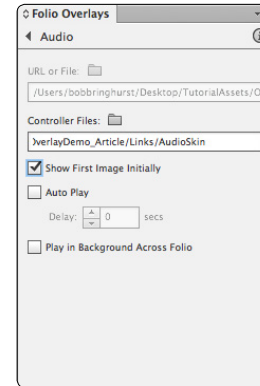 Folio Overlays
Audio
URL or File:
/Users/bobbringhurst/Desktop/TutorialAssets/O
Controller Files:
OverlayDemo_Article/Links/AudioSkin
Show First Image Initially
Auto Play
Delay: 0 secs
Play in Background Across Folio